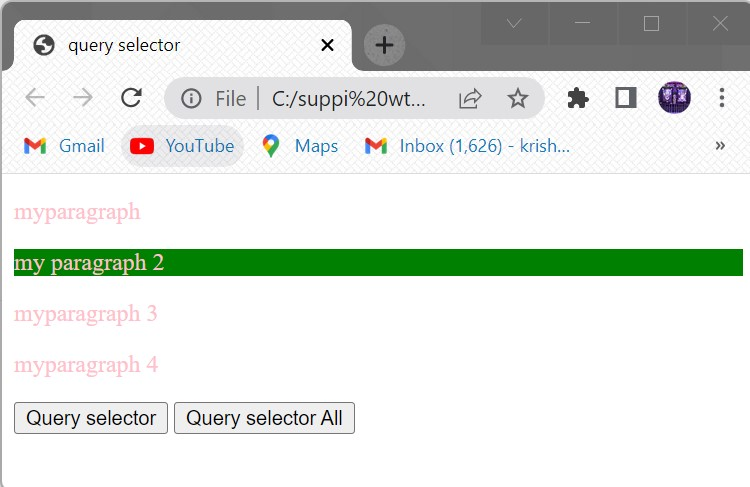 query selector
File C:/suppi%20wt...
Gmail YouTube Maps Inbox (1,626) - krish... »
myparagraph
my paragraph 2
myparagraph 3
myparagraph 4
Query selector Query selector All